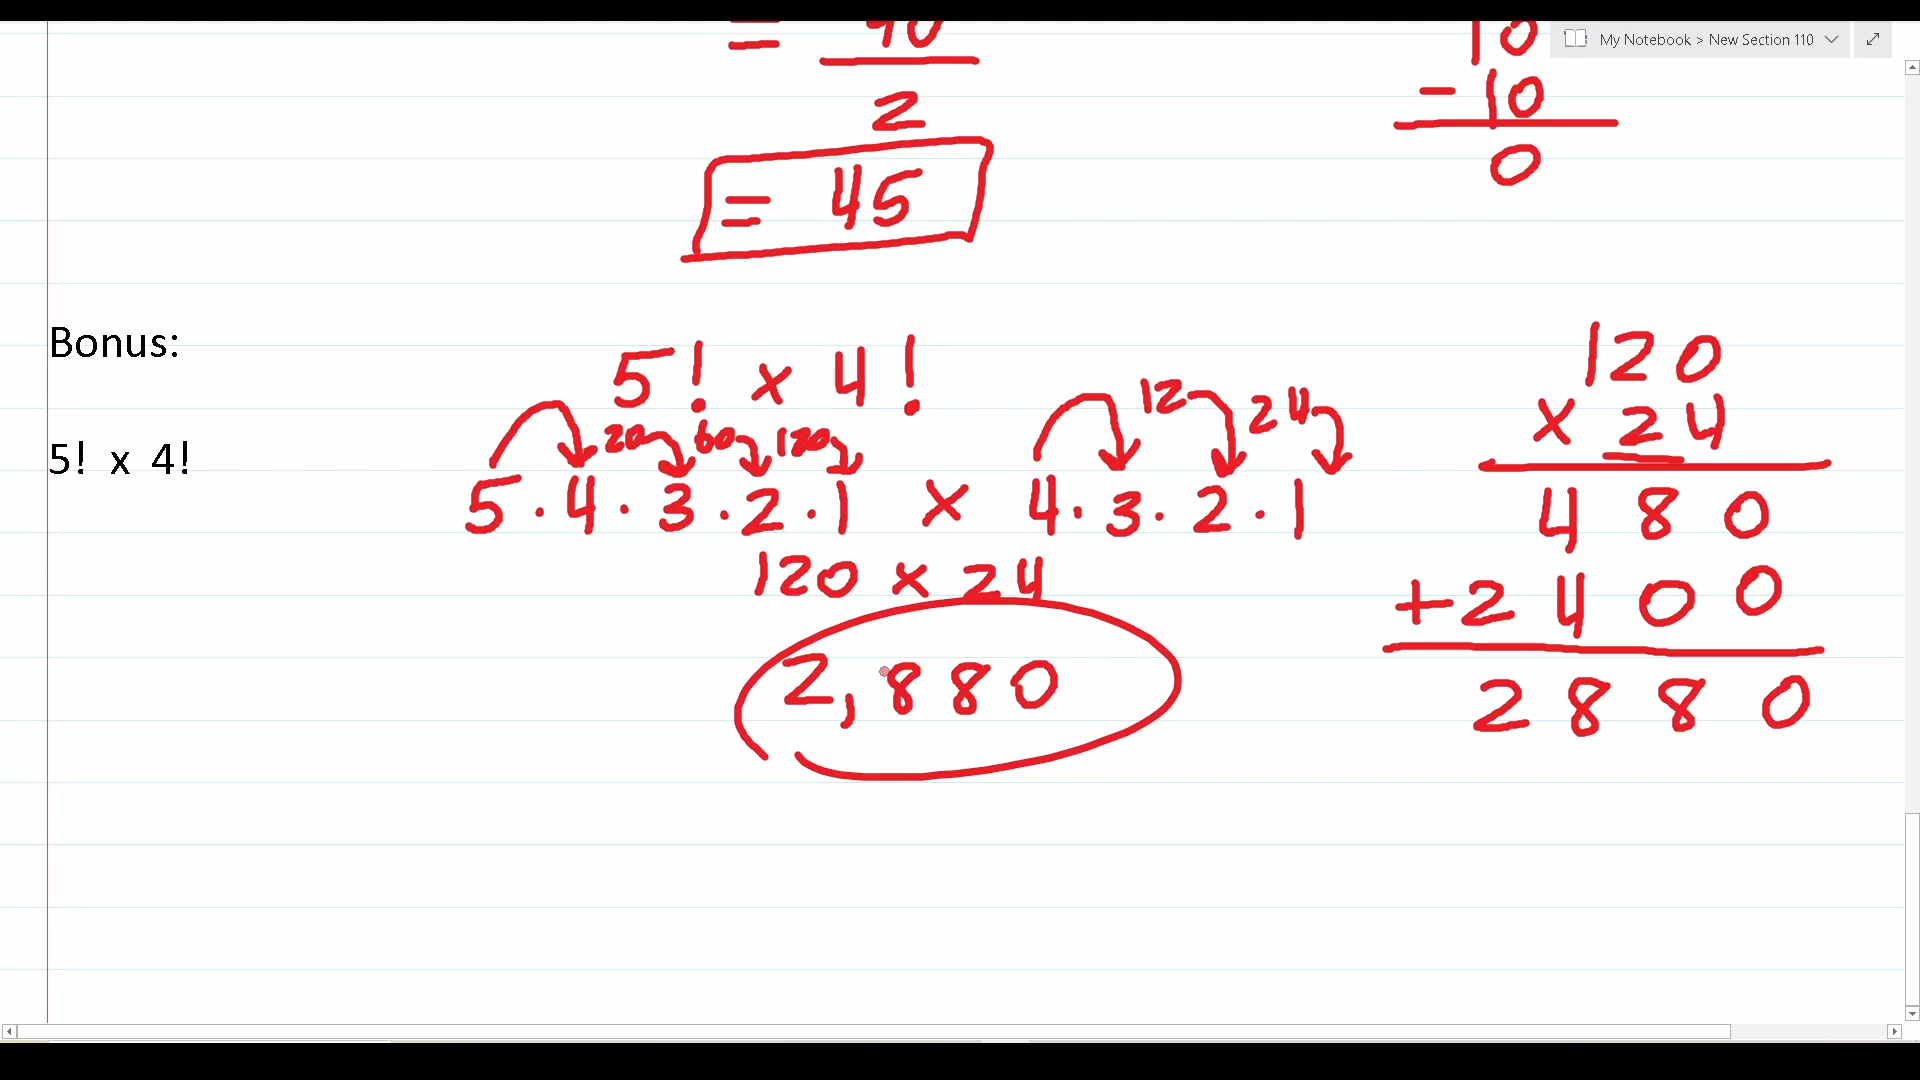 My Notebook > New Section 110
=
2
= 45
10
- 10
0
Bonus:
5! x 4!
5! x 4!
20 60 120 12 24
5 · 4 · 3 · 2 · 1 x 4 · 3 · 2 · 1
120 x 24
2,880
120
x 24
480
+ 2400
2880